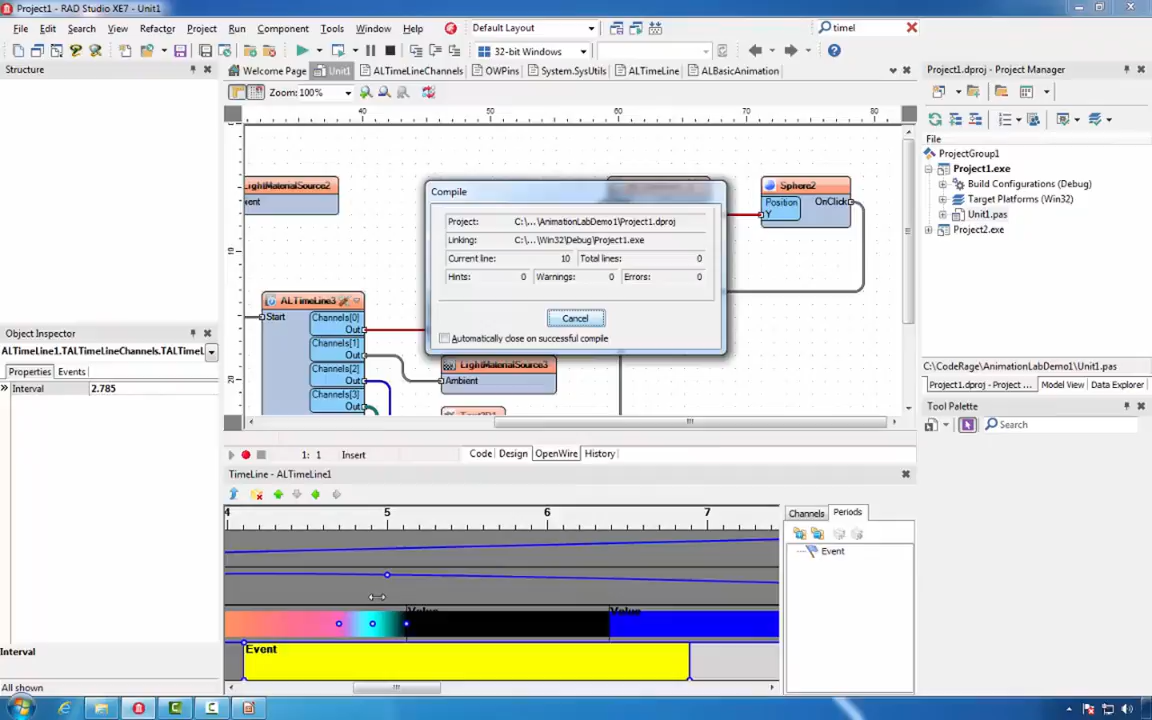 Project1 - RAD Studio XE7 - Unit1
File Edit Search View Refactor Project Run Component Tools Window Help
Default Layout
timel
32-bit Windows
Structure
Welcome Page Unit1 ALTimeLineChannels OWPins System.SysUtils ALTimeLine ALBasicAnimation
Zoom: 100%
40 50 60 70 80
10
20
LightMaterialSource2
Sphere2
Position
Y
OnClick
ALTimeLine3
Start
Channels[0]
Out
Channels[1]
Out
Channels[2]
Out
Channels[3]
Out
LightMaterialSource3
Ambient
Compile
Project: C:\...\AnimationLabDemo1\Project1.dproj
Linking: C:\...\Win32\Debug\Project1.exe
Current line: 10 Total lines: 0
Hints: 0 Warnings: 0 Errors: 0
Cancel
Automatically close on successful compile
Object Inspector
ALTimeLine1.TALTimeLineChannels.TALTimeL
Properties Events
Interval 2.785
Interval
All shown
1: 1 Insert
Code Design OpenWire History
TimeLine - ALTimeLine1
4 5 6 7
Value Value
Event
Channels Periods
Event
Project1.dproj - Project Manager
File
ProjectGroup1
Project1.exe
Build Configurations (Debug)
Target Platforms (Win32)
Unit1.pas
Project2.exe
C:\CodeRage\AnimationLabDemo1\Unit1.pas
Project1.dproj - Project ... Model View Data Explorer
Tool Palette
Search